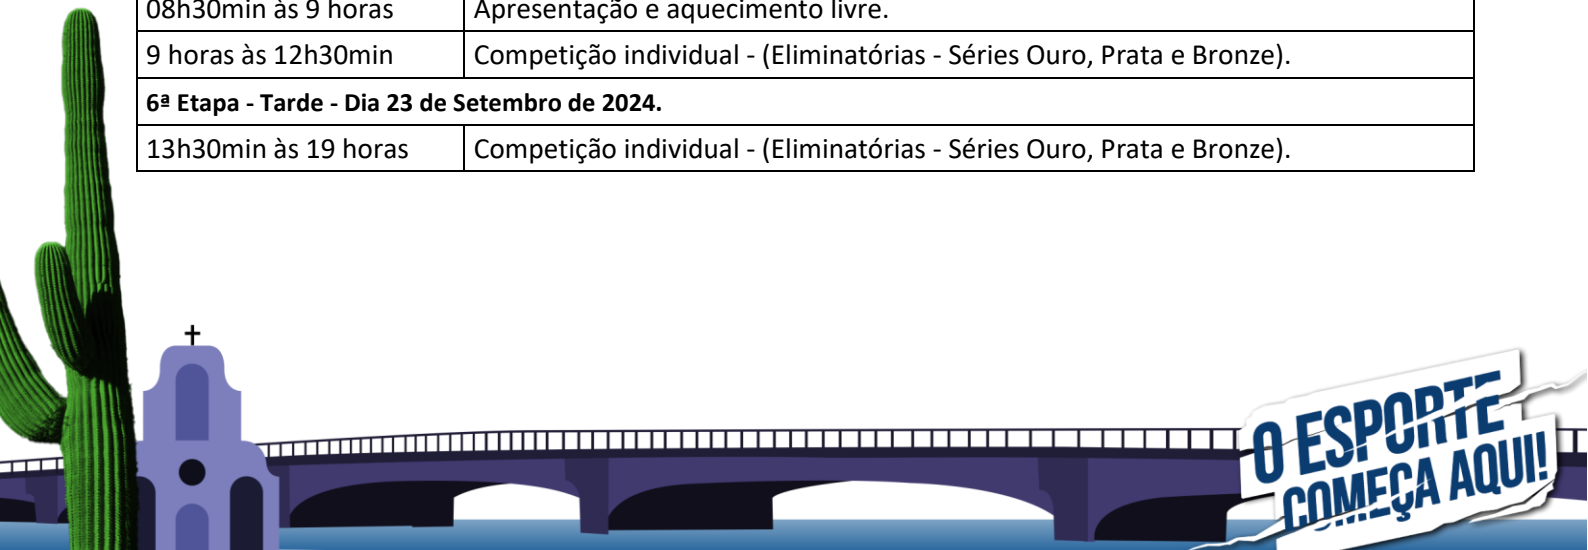 08h30min às 9 horas Apresentação e aquecimento livre.
9 horas às 12h30min Competição individual - (Eliminatórias - Séries Ouro, Prata e Bronze).
6ª Etapa - Tarde - Dia 23 de Setembro de 2024.
13h30min às 19 horas Competição individual - (Eliminatórias - Séries Ouro, Prata e Bronze).
O ESPORTE
COMEÇA AQUI!